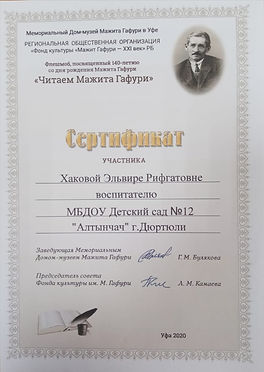 Мемориальный Дом-музей Мажита Гафури в Уфе
РЕГИОНАЛЬНАЯ ОБЩЕСТВЕННАЯ ОРГАНИЗАЦИЯ
«Фонд культуры «Мажит Гафури — XXI век» РБ
Флешмоб, посвященный 140-летию
со дня рождения Мажита Гафури
«Читаем Мажита Гафури»
Сертификат
УЧАСТНИКА
Хаковой Эльвире Рифгатовне
воспитателю
МБДОУ Детский сад №12
"Алтынчач" г.Дюртюли
Заведующая Мемориальным
Домом-музеем Мажита Гафури
Г. М. Булякова
Председатель совета
Фонда культуры им. М. Гафури
Л. М. Камаева
Уфа 2020